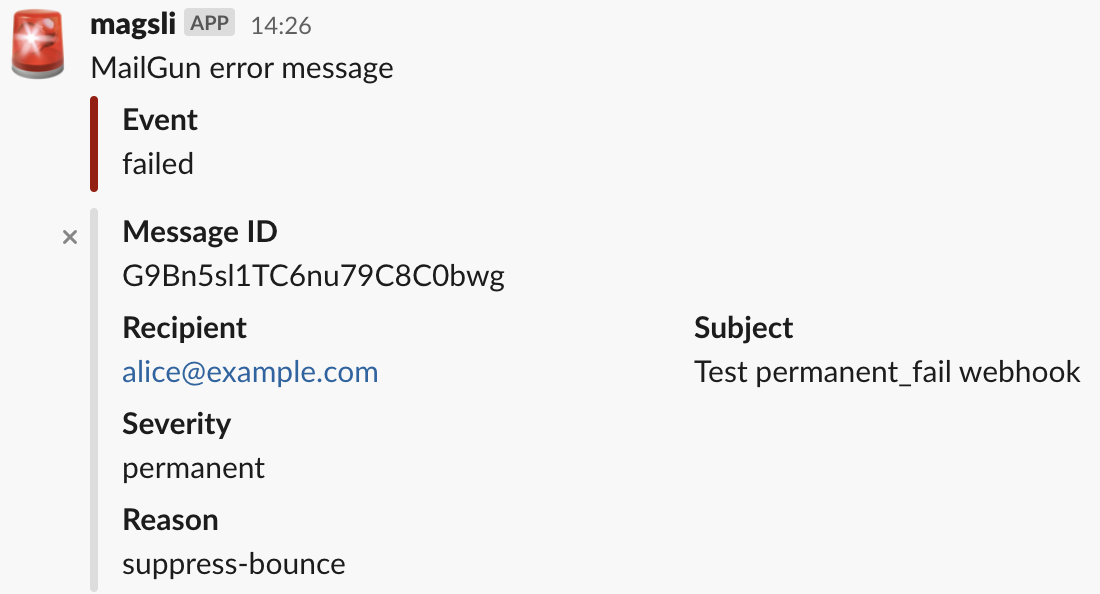 magsli APP 14:26
MailGun error message
Event
failed
Message ID
G9Bn5sl1TC6nu79C8C0bwg
Recipient
Subject
alice@example.com
Test permanent_fail webhook
Severity
permanent
Reason
suppress-bounce